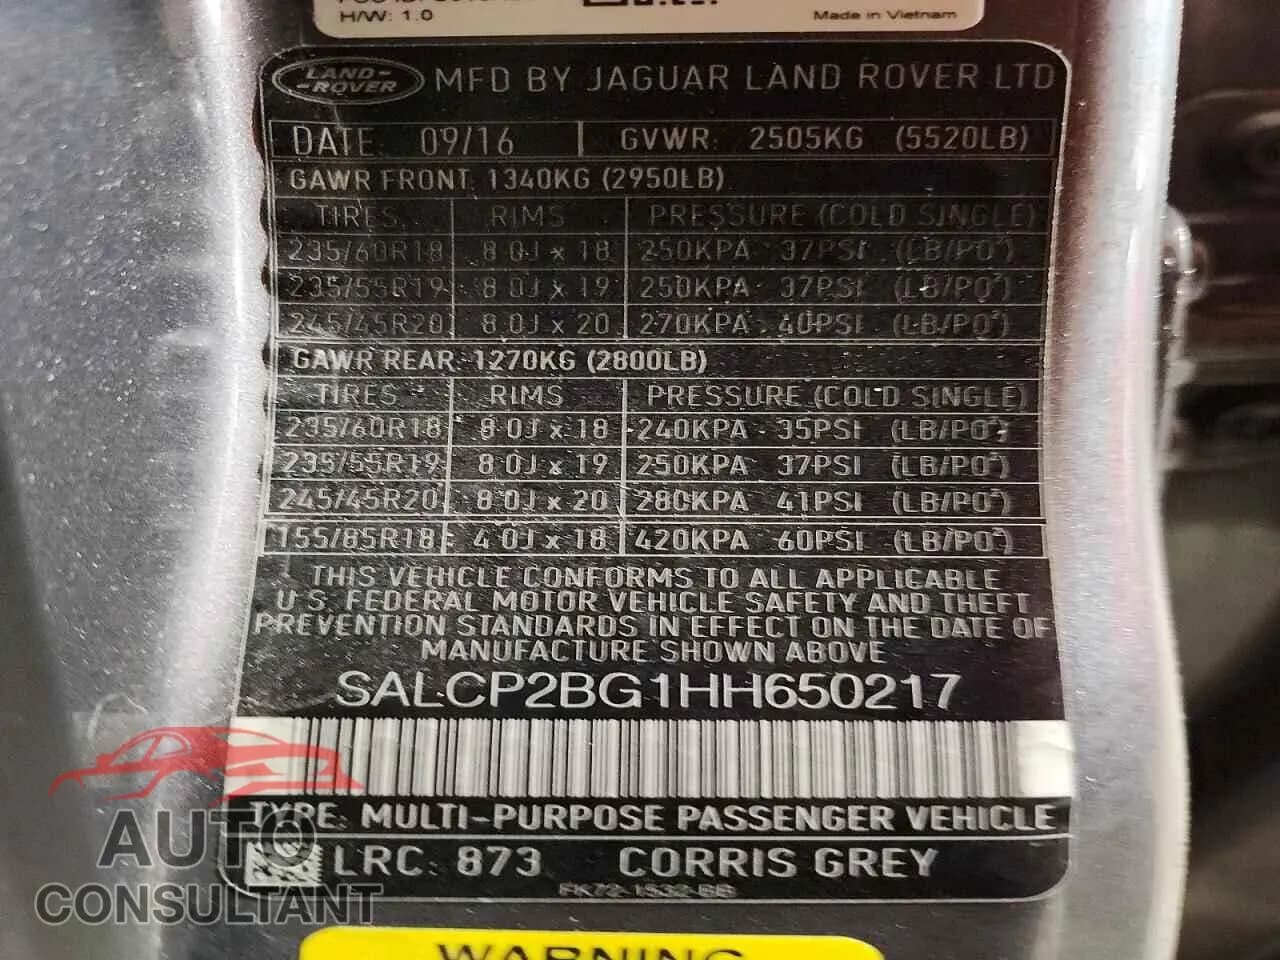 H/W: 1.0
Made in Vietnam
LAND-ROVER MFD BY JAGUAR LAND ROVER LTD
DATE: 09/16 GVWR: 2505KG (5520LB)
GAWR FRONT: 1340KG (2950LB)
TIRES RIMS PRESSURE (COLD SINGLE)
235/60R18 8.0J x 18 250KPA - 37PSI (LB/PO²)
235/55R19 8.0J x 19 250KPA - 37PSI (LB/PO²)
245/45R20 8.0J x 20 270KPA - 40PSI (LB/PO²)
GAWR REAR: 1270KG (2800LB)
TIRES RIMS PRESSURE (COLD SINGLE)
235/60R18 8.0J x 18 240KPA - 35PSI (LB/PO²)
235/55R19 8.0J x 19 250KPA - 37PSI (LB/PO²)
245/45R20 8.0J x 20 280KPA - 41PSI (LB/PO²)
T155/85R18 4.0J x 18 420KPA - 60PSI (LB/PO²)
THIS VEHICLE CONFORMS TO ALL APPLICABLE
U.S. FEDERAL MOTOR VEHICLE SAFETY AND THEFT
PREVENTION STANDARDS IN EFFECT ON THE DATE OF
MANUFACTURE SHOWN ABOVE
SALCP2BG1HH650217
TYPE: MULTI-PURPOSE PASSENGER VEHICLE
LRC: 873 CORRIS GREY
FK72-1532-BB
AUTO
CONSULTANT
WARNING